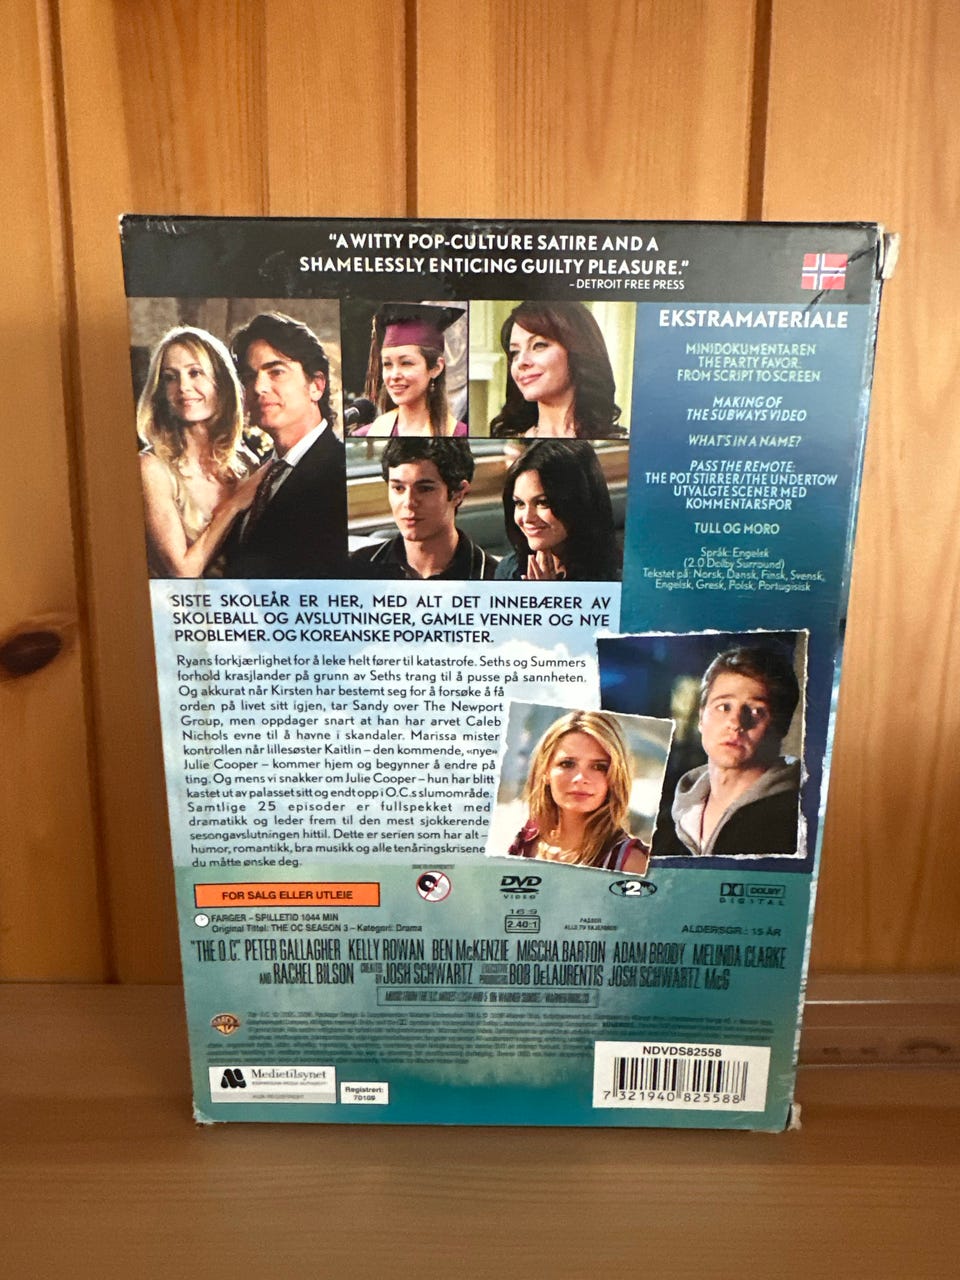 "A WITTY POP-CULTURE SATIRE AND A
SHAMELESSLY ENTICING GUILTY PLEASURE."
- DETROIT FREE PRESS
EKSTRAMATERIALE
MINIDOKUMENTAREN
THE PARTY FAVOR:
FROM SCRIPT TO SCREEN
MAKING OF
THE SUBWAYS VIDEO
WHAT'S IN A NAME?
PASS THE REMOTE:
THE POT STIRRER/THE UNDERTOW
UTVALGTE SCENER MED
KOMMENTARSPOR
TULL OG MORO
Språk: Engelsk
(2.0 Dolby Surround)
Tekstet på: Norsk, Dansk, Finsk, Svensk,
Engelsk, Gresk, Polsk, Portugisisk
SISTE SKOLEÅR ER HER, MED ALT DET INNEBÆRER AV
SKOLEBALL OG AVSLUTNINGER, GAMLE VENNER OG NYE
PROBLEMER. OG KOREANSKE POPARTISTER.
Ryans forkjærlighet for å leke helt fører til katastrofe. Seths og Summers
forhold krasjlander på grunn av Seths trang til å pusse på sannheten.
Og akkurat når Kirsten har bestemt seg for å forsøke å få
orden på livet sitt igjen, tar Sandy over The Newport
Group, men oppdager snart at han har arvet Caleb
Nichols evne til å havne i skandaler. Marissa mister
kontrollen når lillesøster Kaitlin – den kommende, «nye»
Julie Cooper – kommer hjem og begynner å endre på
ting. Og mens vi snakker om Julie Cooper – hun har blitt
kastet ut av palasset sitt og endt opp i O.C.s slumområde.
Samtlige 25 episoder er fullspekket med
dramatikk og leder frem til den mest sjokkerende
sesongavslutningen hittil. Dette er serien som har alt –
humor, romantikk, bra musikk og alle tenåringskrisene
du måtte ønske deg.
FOR SALG ELLER UTLEIE
DVD
VIDEO
2
DOLBY
DIGITAL
16:9
2.40:1
PASSER
ALLE TV-SKJERMER
FARGER – SPILLETID 1044 MIN
Original Tittel: THE OC SEASON 3 – Kategori: Drama
ALDERSGR.: 15 ÅR
"THE O.C." PETER GALLAGHER KELLY ROWAN BEN McKENZIE MISCHA BARTON ADAM BRODY MELINDA CLARKE
AND RACHEL BILSON CREATED BY JOSH SCHWARTZ EXECUTIVE PRODUCERS BOB DeLAURENTIS JOSH SCHWARTZ McG
Medietilsynet
NORWEGIAN MEDIA AUTHORITY
Registrert:
70109
NDVDS82558
7 321940 825588